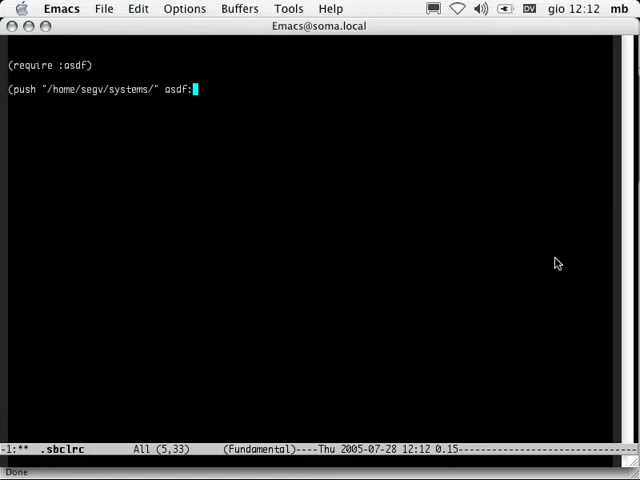 Emacs File Edit Options Buffers Tools Help DV gio 12:12 mb
Emacs@soma.local
(require :asdf)
(push "/home/segv/systems/" asdf:
-1:** .sbclrc All (5,33) (Fundamental)----Thu 2005-07-28 12:12 0.15--------------------------------
Done